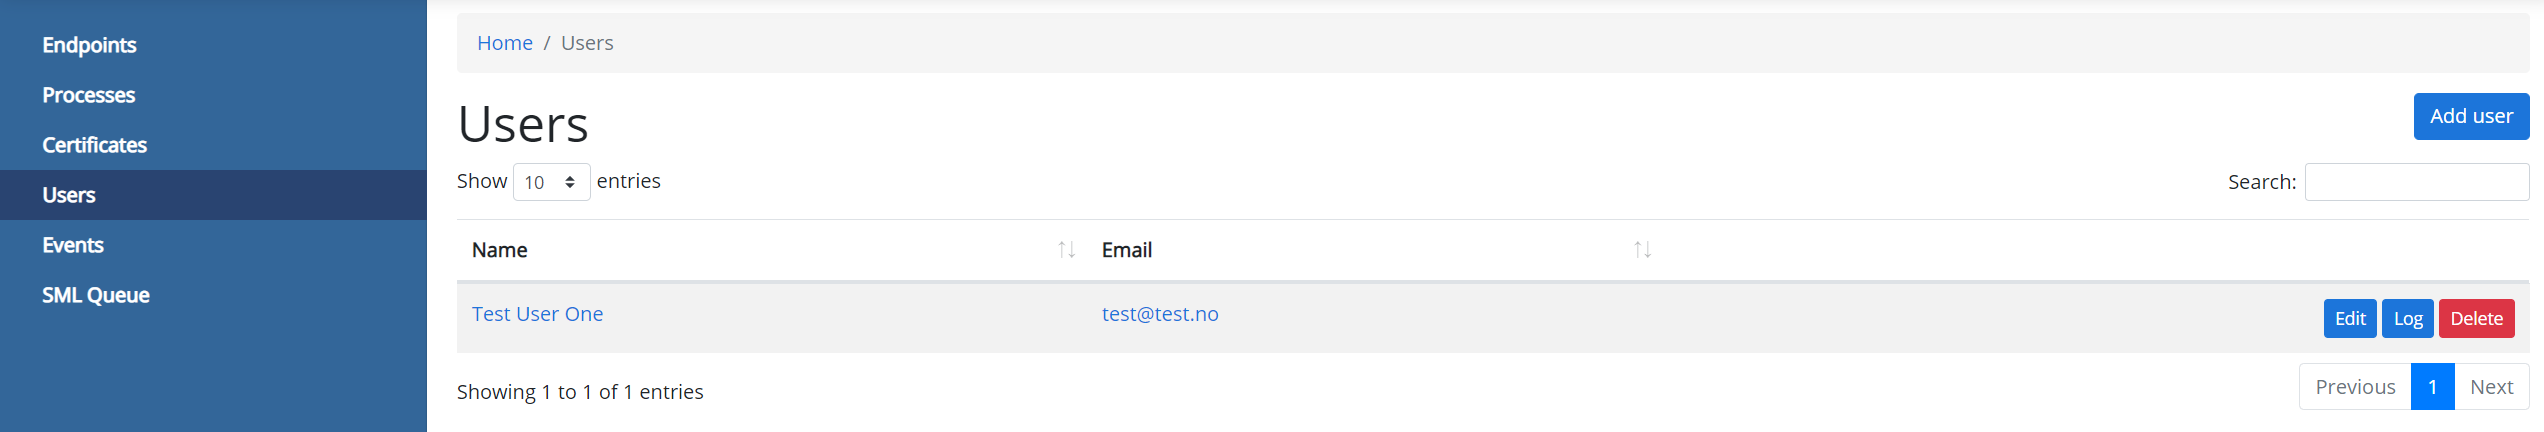 Endpoints
Processes
Certificates
Users
Events
SML Queue
Home / Users
Users
Add user
Show 10 entries
Search:
Name Email
Test User One test@test.no Edit Log Delete
Showing 1 to 1 of 1 entries
Previous 1 Next